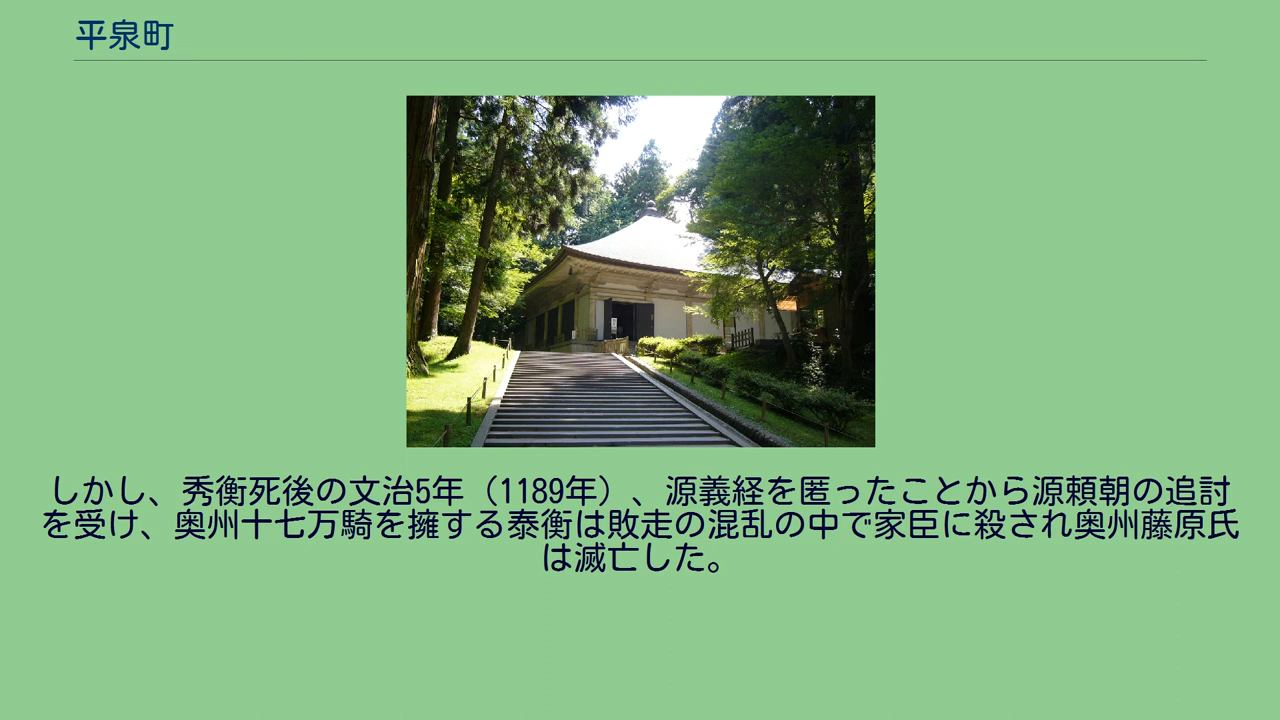 平泉町
しかし、秀衡死後の文治5年（1189年）、源義経を匿ったことから源頼朝の追討
を受け、奥州十七万騎を擁する泰衡は敗走の混乱の中で家臣に殺され奥州藤原氏
は滅亡した。